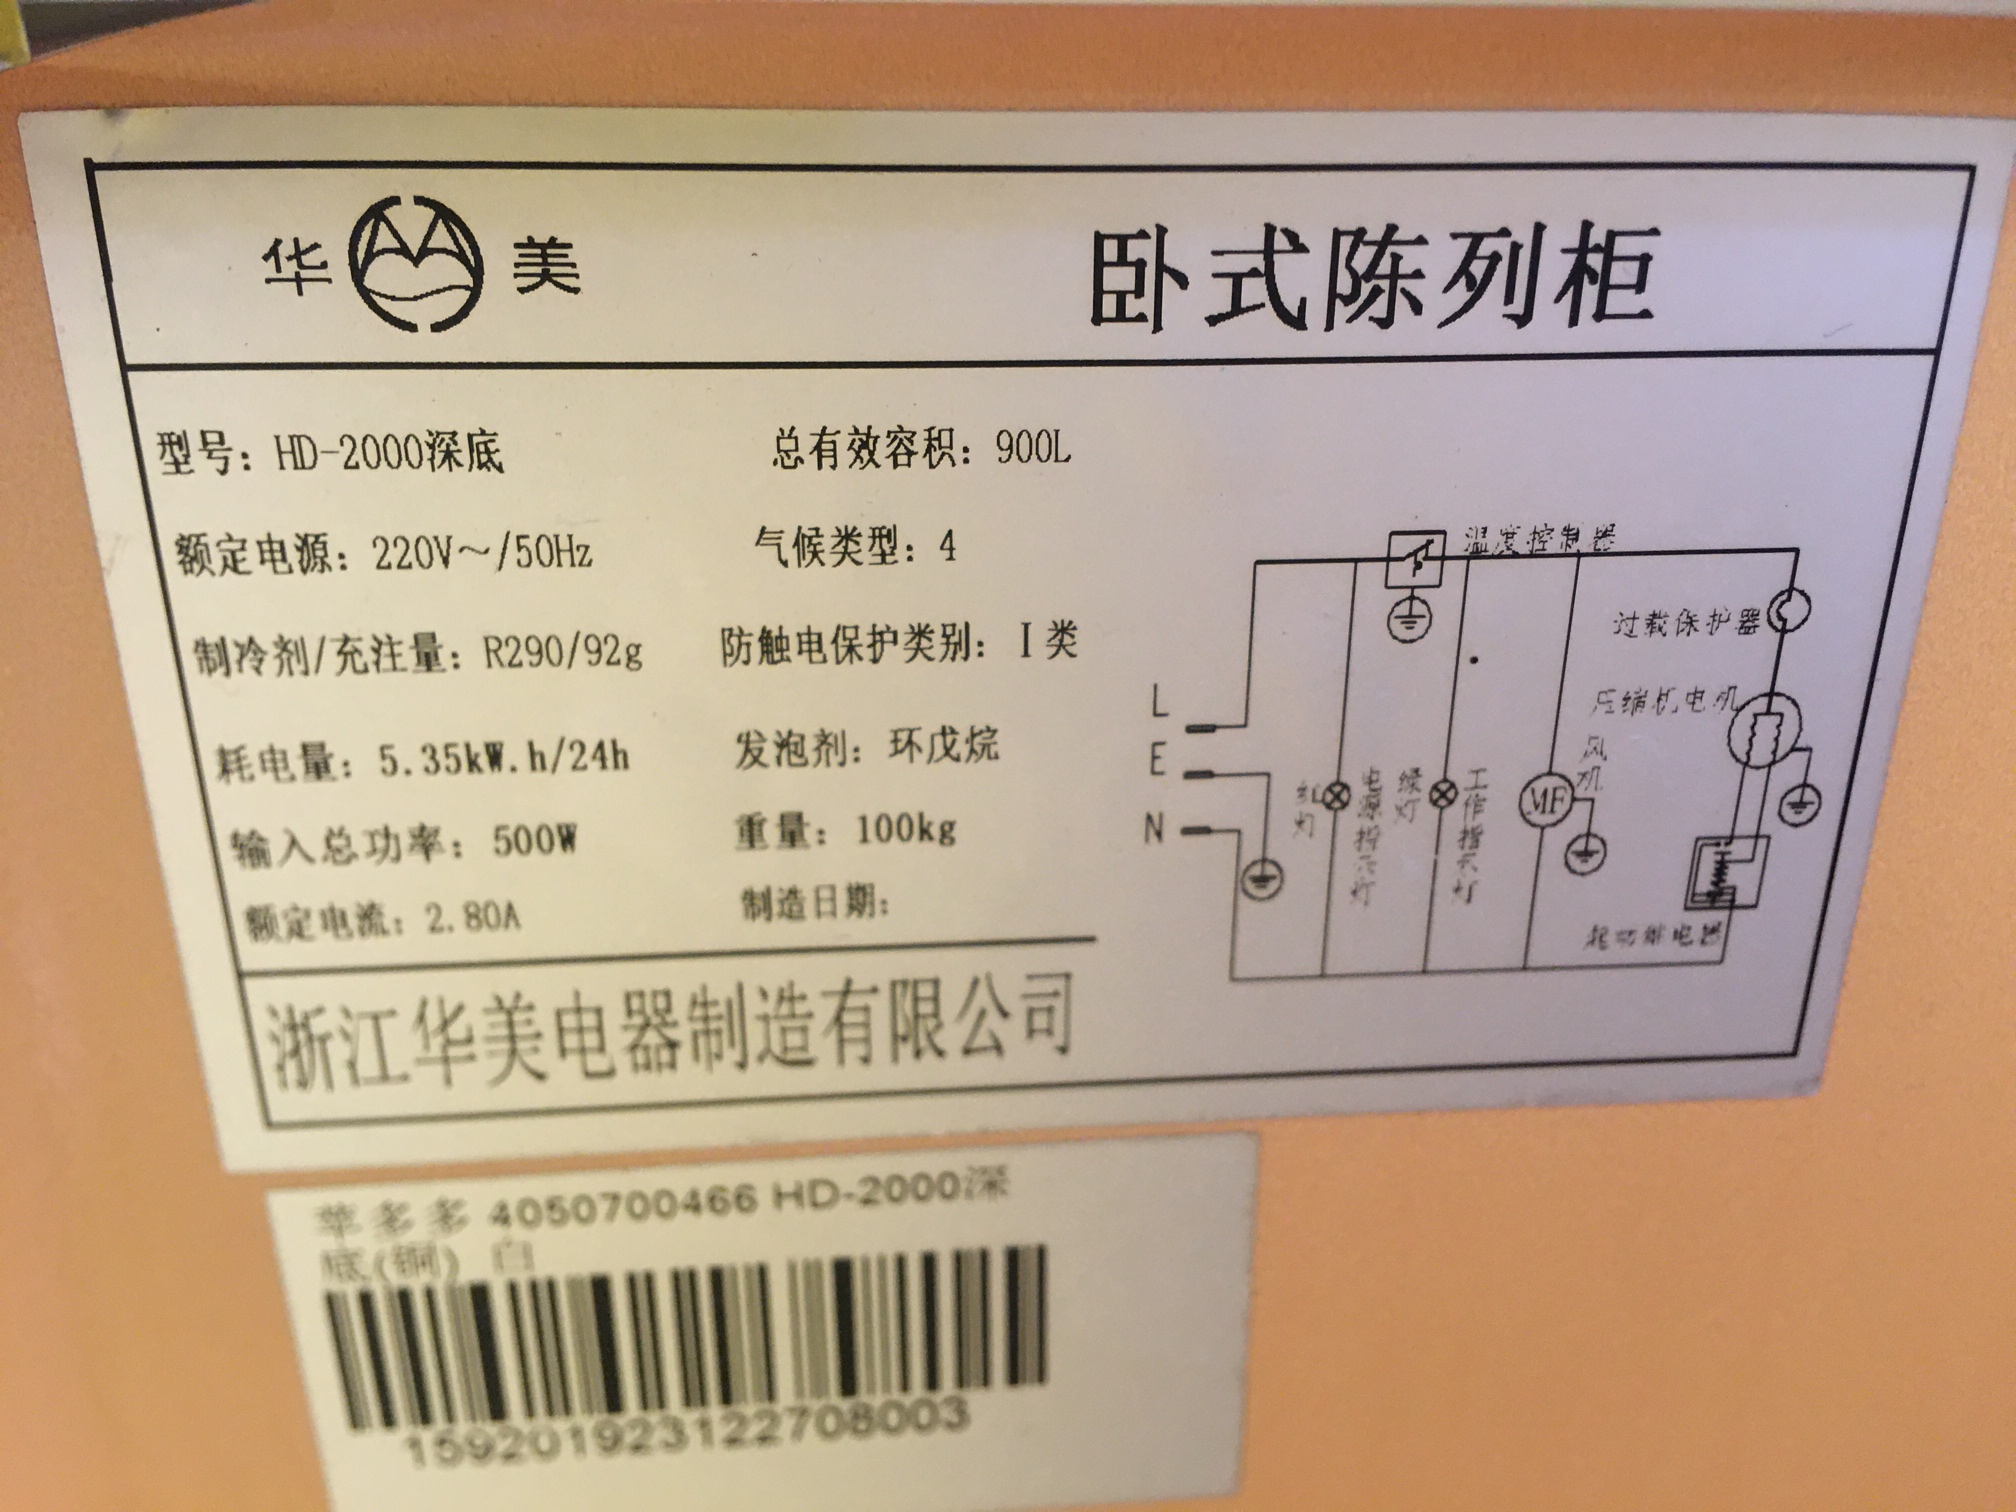 华 美
卧式陈列柜
型号：HD-2000深底
总有效容积：900L
额定电源：220V～/50Hz
气候类型：4
制冷剂/充注量：R290/92g
防触电保护类别：I类
耗电量：5.35kW.h/24h
发泡剂：环戊烷
输入总功率：500W
重量：100kg
额定电流：2.80A
制造日期：
浙江华美电器制造有限公司
温度控制器
过载保护器
压缩机电机
风机
L
E
N
红灯
电源指示灯
绿灯
工作指示灯
MF
起动继电器
苹多多 4050700466 HD-2000深
底(铜) 白
159201923122708003